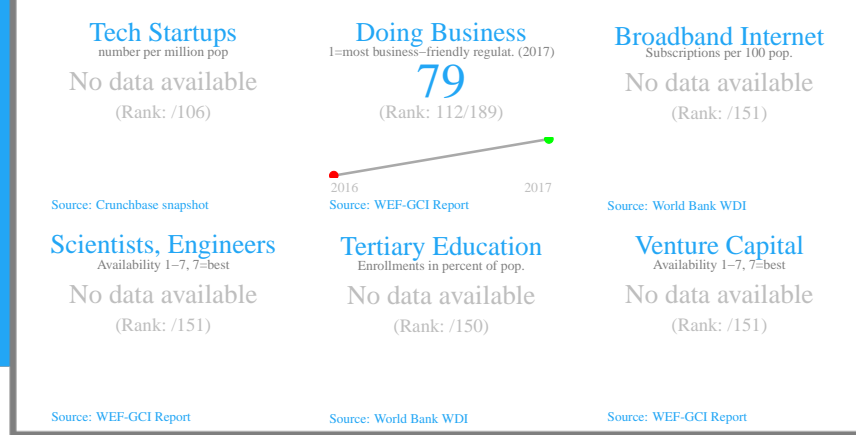 Tech Startups
number per million pop
No data available
(Rank: /106)
Source: Crunchbase snapshot
Doing Business
1=most business−friendly regulat. (2017)
79
(Rank: 112/189)
2016
2017
Source: WEF-GCI Report
Broadband Internet
Subscriptions per 100 pop.
No data available
(Rank: /151)
Source: World Bank WDI
Scientists, Engineers
Availability 1−7, 7=best
No data available
(Rank: /151)
Source: WEF-GCI Report
Tertiary Education
Enrollments in percent of pop.
No data available
(Rank: /150)
Source: World Bank WDI
Venture Capital
Availability 1−7, 7=best
No data available
(Rank: /151)
Source: WEF-GCI Report